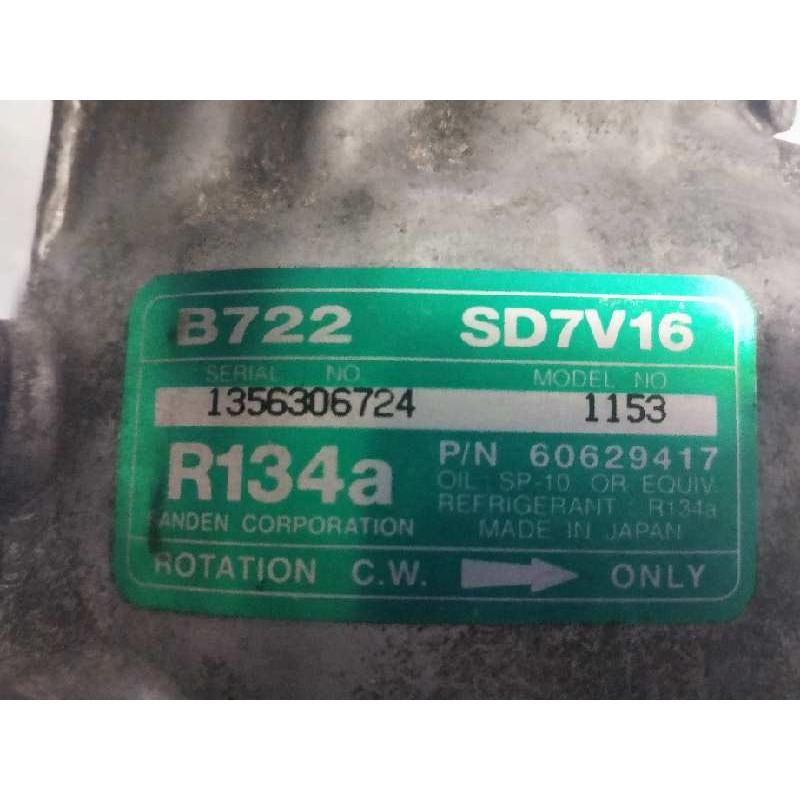 B722 SD7V16
SERIAL NO MODEL NO
1356306724 1153
R134a P/N 60629417
OIL SP-10 OR EQUIV.
REFRIGERANT : R134a
ANDEN CORPORATION MADE IN JAPAN
ROTATION C.W. ONLY